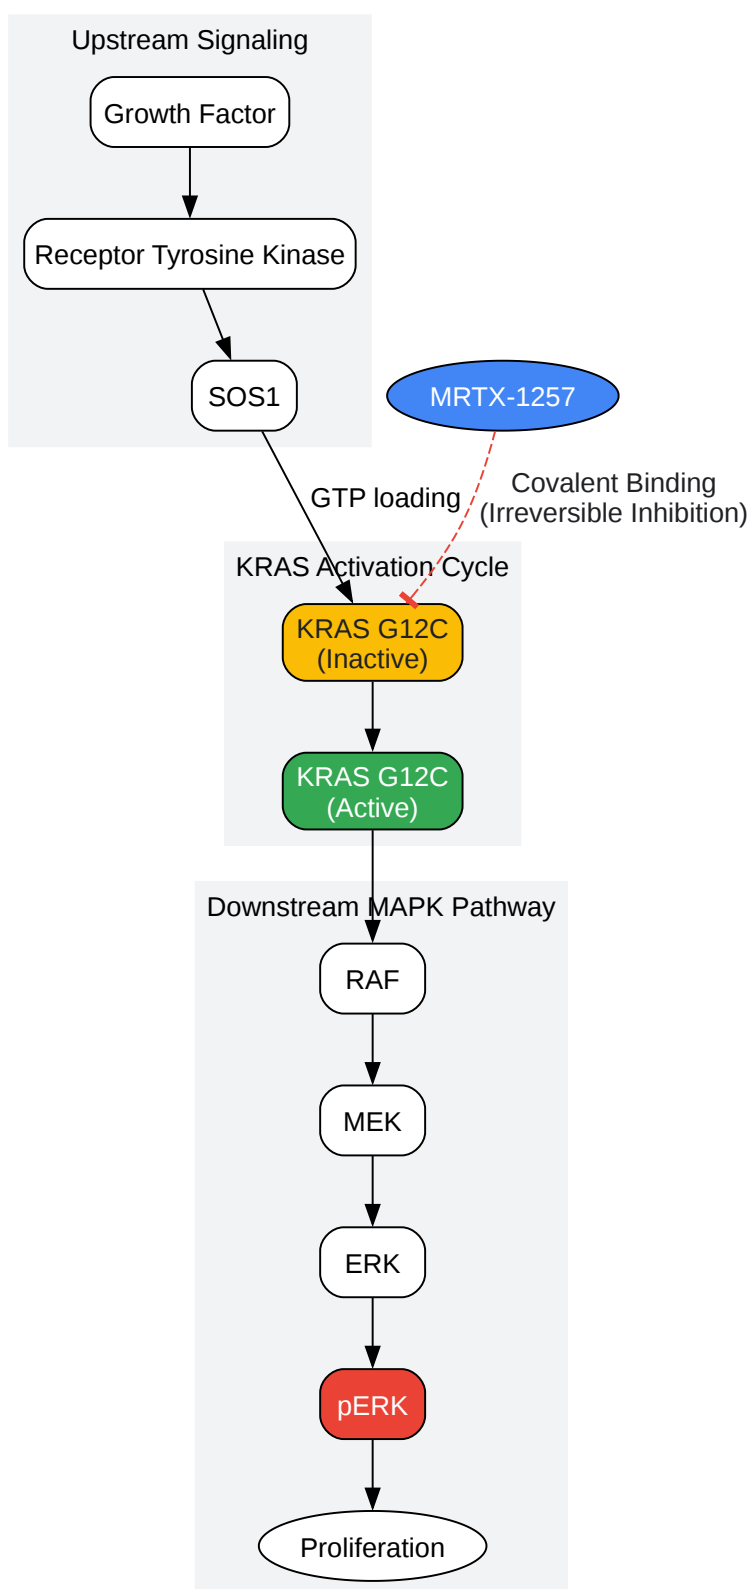 Upstream Signaling
Growth Factor
Receptor Tyrosine Kinase
SOS1
MRTX-1257
GTP loading
Covalent Binding
(Irreversible Inhibition)
KRAS Activation Cycle
KRAS G12C
(Inactive)
KRAS G12C
(Active)
Downstream MAPK Pathway
RAF
MEK
ERK
pERK
Proliferation